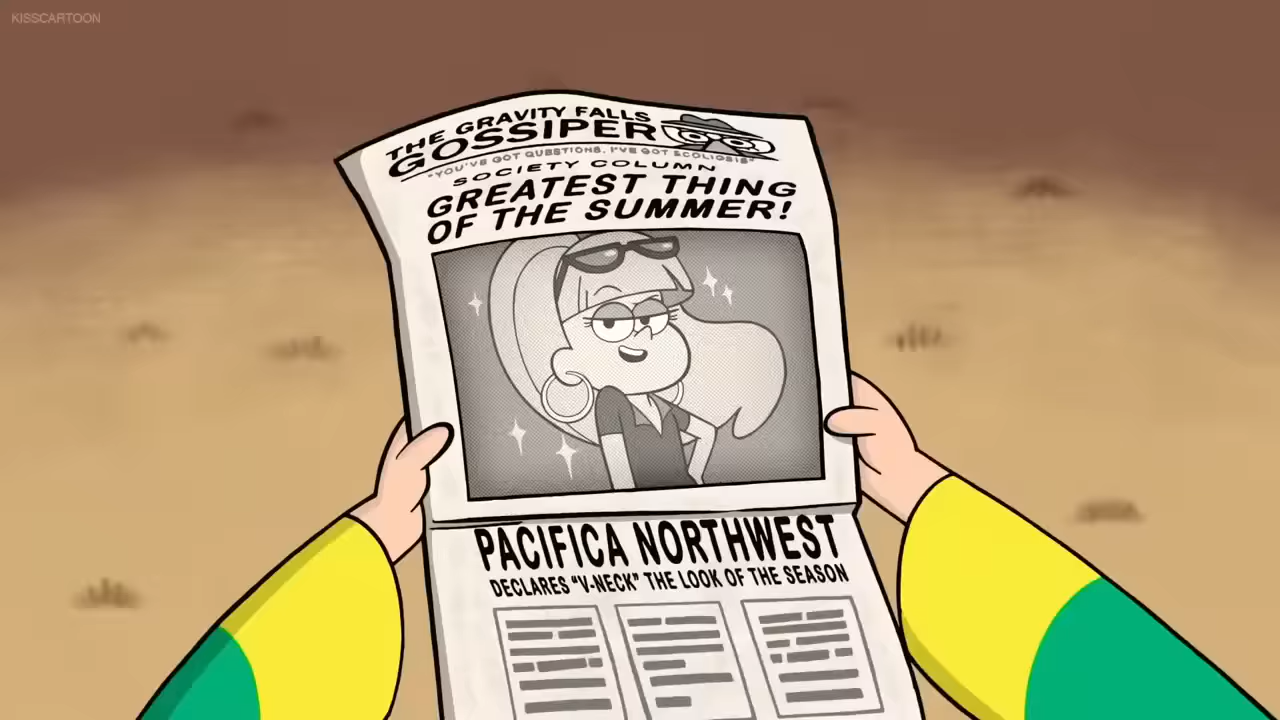 KISSCARTOON
THE GRAVITY FALLS
GOSSIPER
"YOU'VE GOT QUESTIONS, I'VE GOT
SOCIETY COLUMN
GREATEST THING
OF THE SUMMER!
PACIFICA NORTHWEST
DECLARES "V-NECK" THE LOOK OF THE SEASON